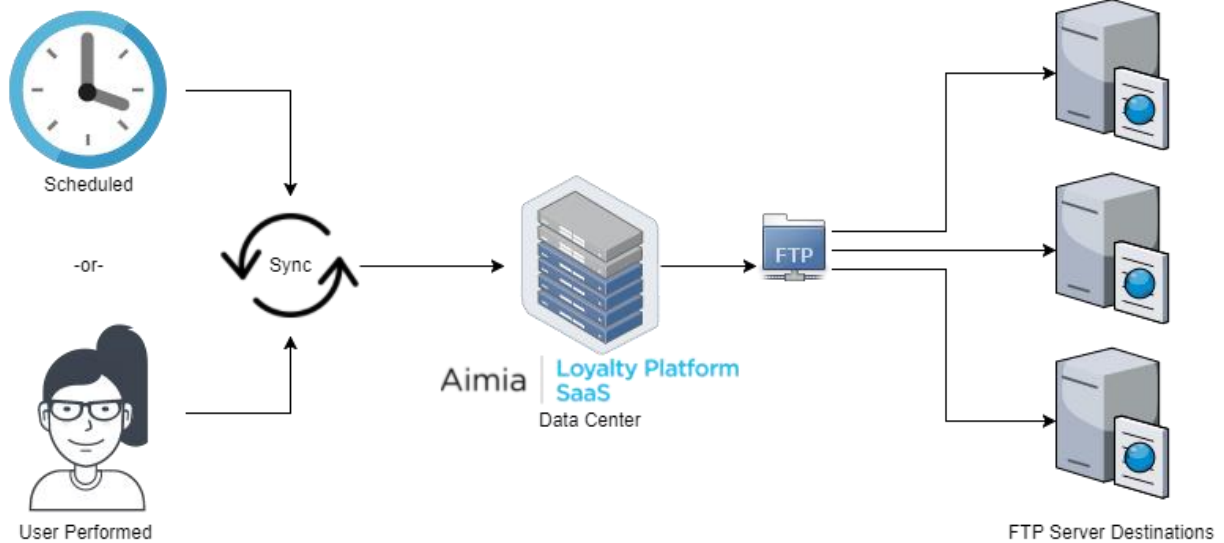 Scheduled
-or-
Sync
User Performed
FTP
Aimia | Loyalty Platform
SaaS
Data Center
FTP Server Destinations